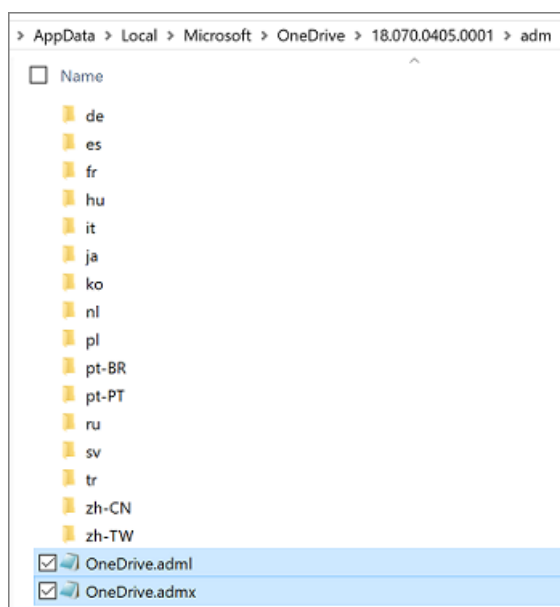 > AppData > Local > Microsoft > OneDrive > 18.070.0405.0001 > adm
Name
de
es
fr
hu
it
ja
ko
nl
pl
pt-BR
pt-PT
ru
sv
tr
zh-CN
zh-TW
OneDrive.adml
OneDrive.admx